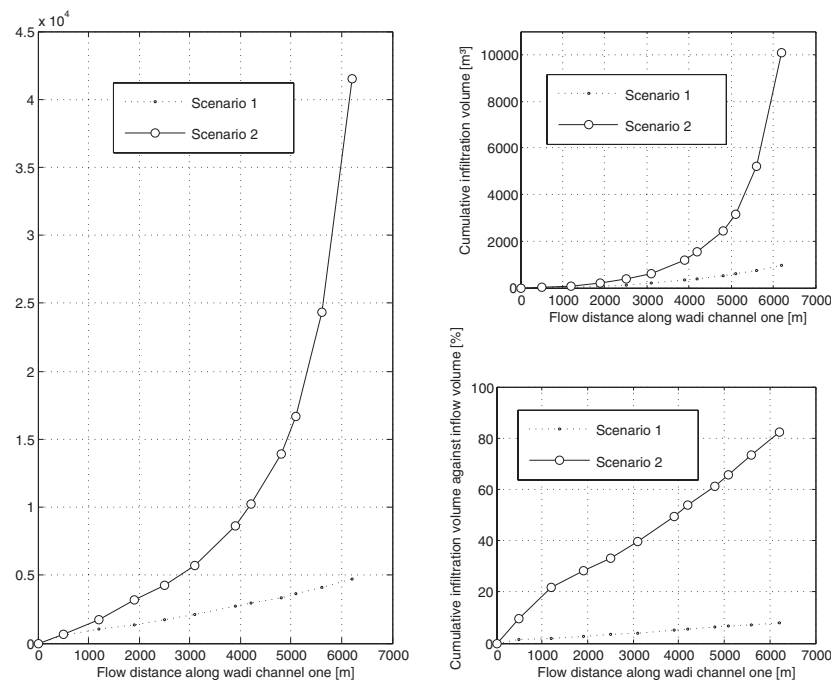 4.5 x 10⁴
4
4.5
3
2.5
2
1.5
1
0.5
0
0 1000 2000 3000 4000 5000 6000 7000
Flow distance along wadi channel one [m]
Scenario 1
Scenario 2
Cumulative infiltration volume [m³]
10000
8000
6000
4000
2000
0
0 1000 2000 3000 4000 5000 6000 7000
Flow distance along wadi channel one [m]
Scenario 1
Scenario 2
Cumulative infiltration volume against inflow volume [%]
100
80
60
40
20
0
0 1000 2000 3000 4000 5000 6000 7000
Flow distance along wadi channel one [m]
Scenario 1
Scenario 2